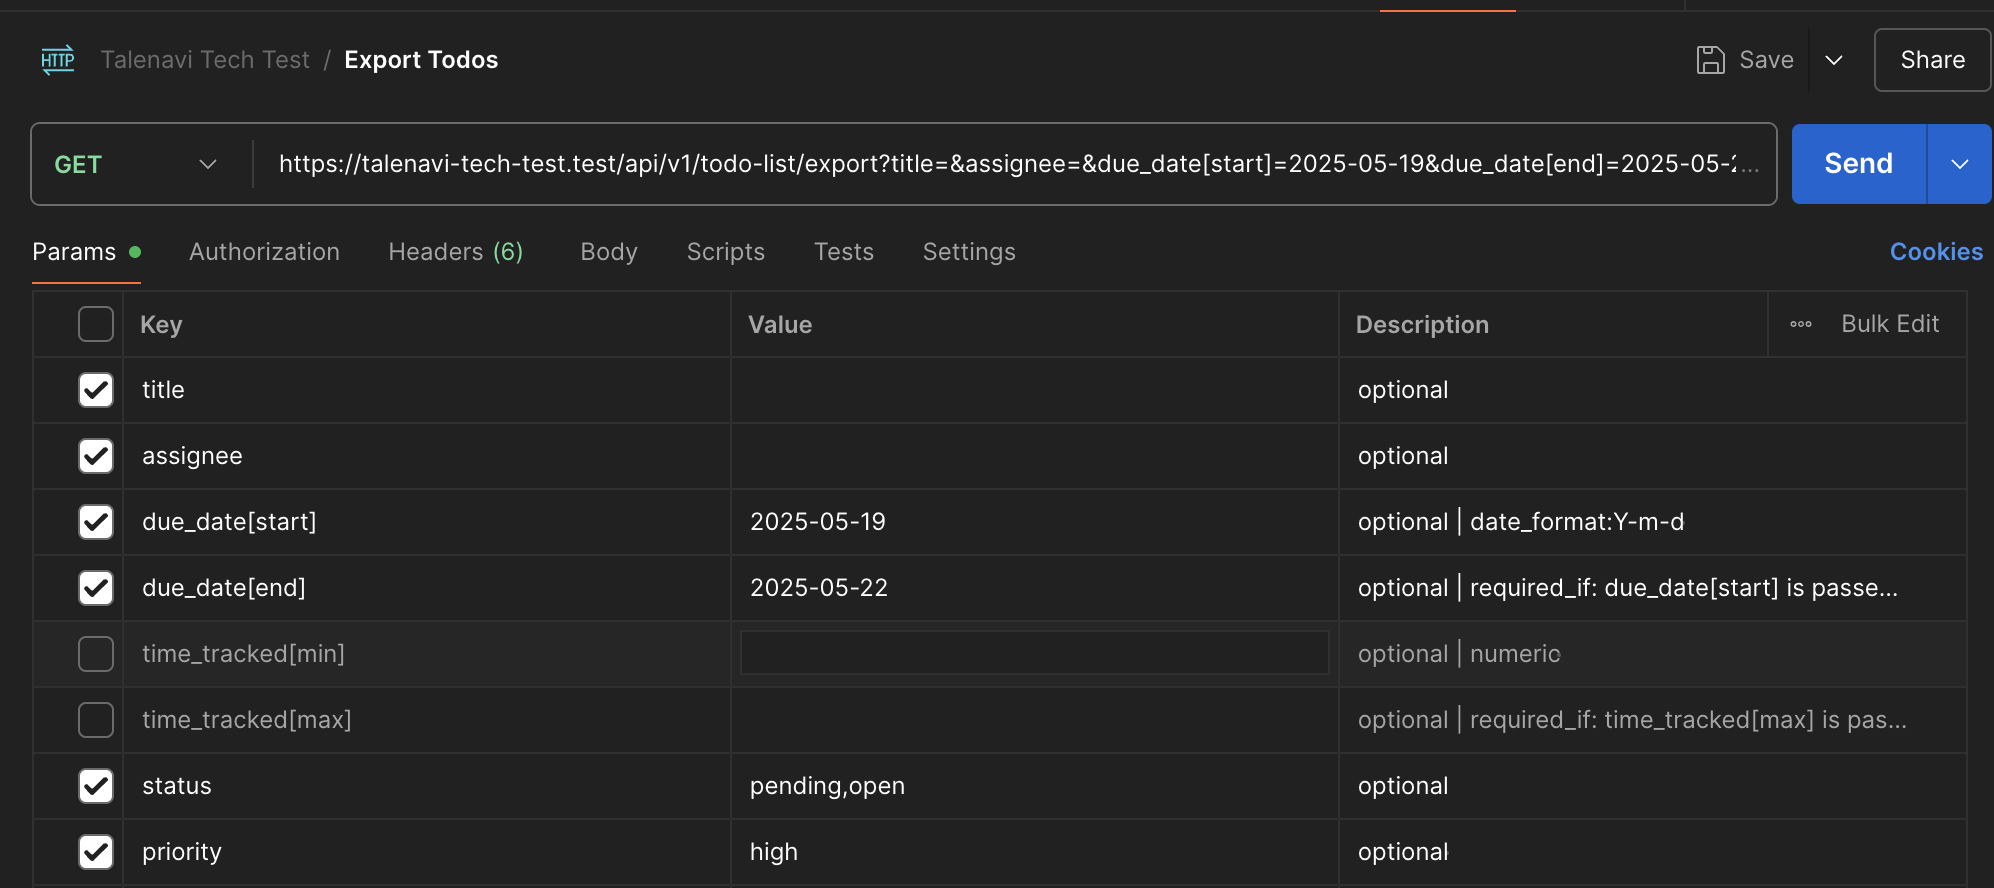 HTTP Talenavi Tech Test / Export Todos Save Share
GET https://talenavi-tech-test.test/api/v1/todo-list/export?title=&assignee=&due_date[start]=2025-05-19&due_date[end]=2025-05-2... Send
Params Authorization Headers (6) Body Scripts Tests Settings Cookies
Key Value Description Bulk Edit
title optional
assignee optional
due_date[start] 2025-05-19 optional | date_format:Y-m-d
due_date[end] 2025-05-22 optional | required_if: due_date[start] is passe...
time_tracked[min] optional | numeric
time_tracked[max] optional | required_if: time_tracked[max] is pas...
status pending,open optional
priority high optional